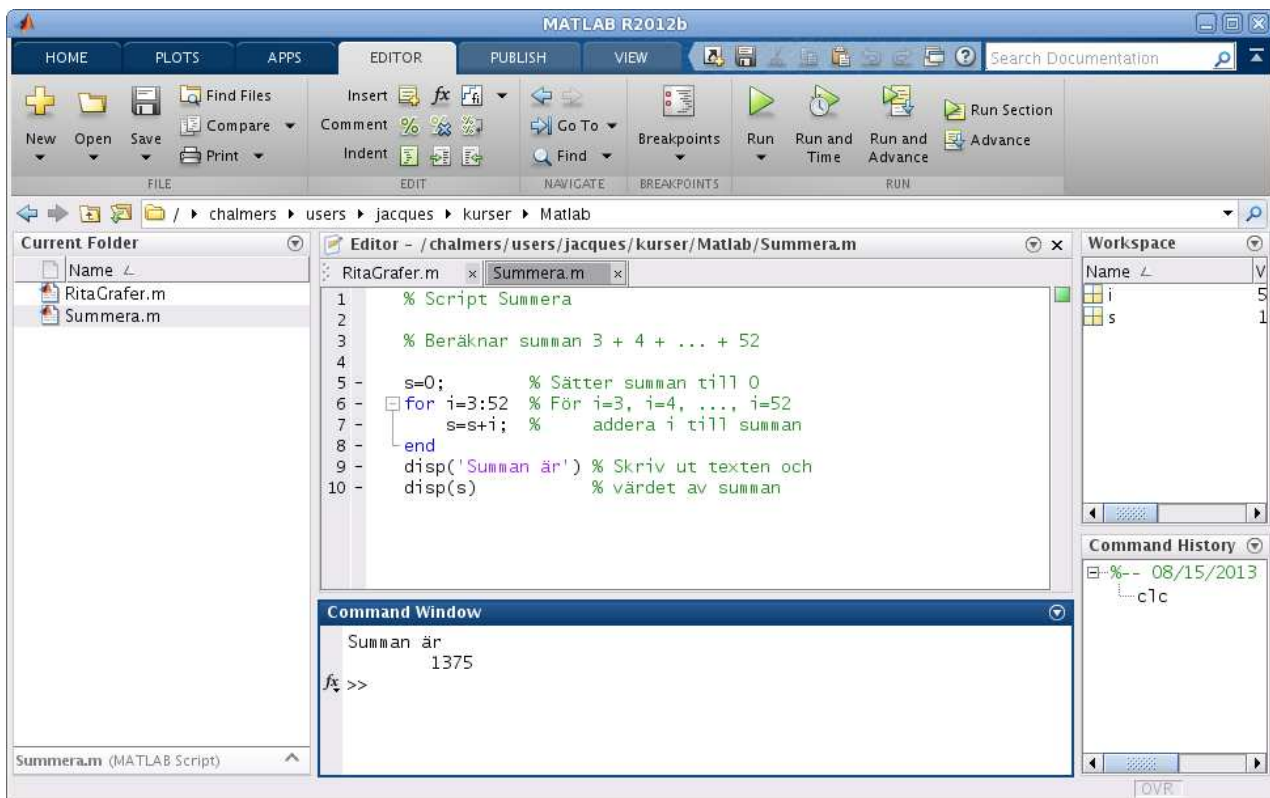 MATLAB R2012b
HOME PLOTS APPS EDITOR PUBLISH VIEW Search Documentation
New Open Save Find Files Compare Print
FILE
Insert fx
Comment
Indent
EDIT
Go To
Find
NAVIGATE
Breakpoints
BREAKPOINTS
Run Run and Time Run and Advance Run Section Advance
RUN
/ chalmers users jacques kurser Matlab
Current Folder
Name
RitaGrafer.m
Summera.m
Summera.m (MATLAB Script)
Editor - /chalmers/users/jacques/kurser/Matlab/Summera.m
RitaGrafer.m × Summera.m ×
1 % Script Summera
2
3 % Beräknar summan 3 + 4 + ... + 52
4
5 - s=0; % Sätter summan till 0
6 - for i=3:52 % För i=3, i=4, ..., i=52
7 - s=s+i; % addera i till summan
8 - end
9 - disp('Summan är') % Skriv ut texten och
10 - disp(s) % värdet av summan
Command Window
Summan är
1375
fx >>
Workspace
Name V
i 5
s 1
Command History
%-- 08/15/2013
clc
OVR